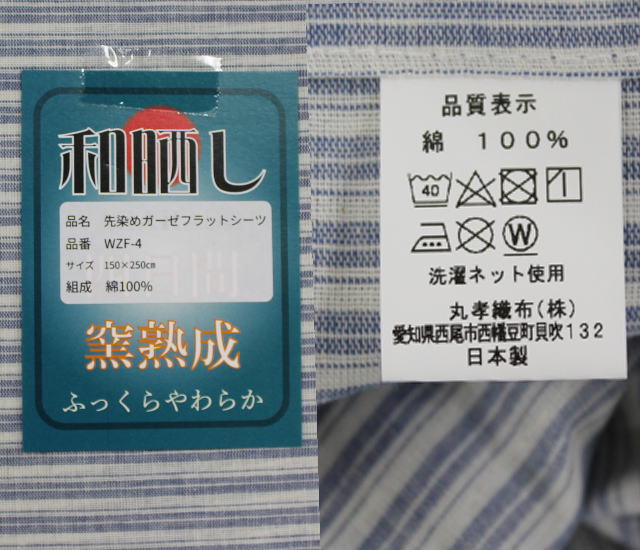 和晒し
品名 先染めガーゼフラットシーツ
品番 WZF-4
サイズ 150×250cm
組成 綿100%
窯熟成
ふっくらやわらか
品質表示
綿 100%
40
W
洗濯ネット使用
丸孝織布(株)
愛知県西尾市西幡豆町貝吹132
日本製